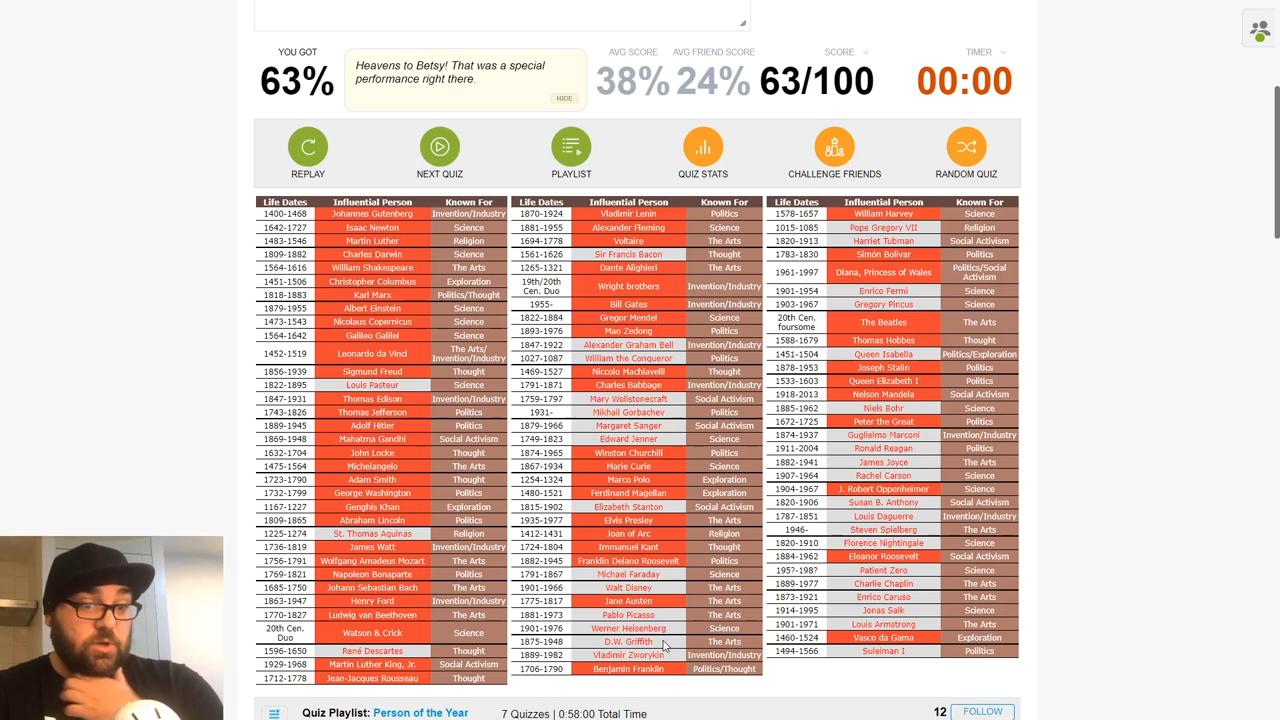 YOU GOT
63%
Heavens to Betsy! That was a special
performance right there.
HIDE
AVG SCORE
38%
AVG FRIEND SCORE
24%
SCORE
63/100
TIMER
00:00
REPLAY
NEXT QUIZ
PLAYLIST
QUIZ STATS
CHALLENGE FRIENDS
RANDOM QUIZ
Life Dates Influential Person Known For
1400-1468 Johannes Gutenberg Invention/Industry
1642-1727 Isaac Newton Science
1483-1546 Martin Luther Religion
1809-1882 Charles Darwin Science
1564-1616 William Shakespeare The Arts
1451-1506 Christopher Columbus Exploration
1818-1883 Karl Marx Politics/Thought
1879-1955 Albert Einstein Science
1473-1543 Nicolaus Copernicus Science
1564-1642 Galileo Galilei Science
1452-1519 Leonardo da Vinci The Arts/
Invention/Industry
1856-1939 Sigmund Freud Thought
1822-1895 Louis Pasteur Science
1847-1931 Thomas Edison Invention/Industry
1743-1826 Thomas Jefferson Politics
1889-1945 Adolf Hitler Politics
1869-1948 Mahatma Gandhi Social Activism
1632-1704 John Locke Thought
1475-1564 Michelangelo The Arts
1723-1790 Adam Smith Thought
1732-1799 George Washington Politics
1167-1227 Genghis Khan Exploration
1809-1865 Abraham Lincoln Politics
1225-1274 St. Thomas Aquinas Religion
1736-1819 James Watt Invention/Industry
1756-1791 Wolfgang Amadeus Mozart The Arts
1769-1821 Napoleon Bonaparte Politics
1685-1750 Johann Sebastian Bach The Arts
1863-1947 Henry Ford Invention/Industry
1770-1827 Ludwig van Beethoven The Arts
20th Cen.
Duo Watson & Crick Science
1596-1650 René Descartes Thought
1929-1968 Martin Luther King, Jr. Social Activism
1712-1778 Jean-Jacques Rousseau Thought
Life Dates Influential Person Known For
1870-1924 Vladimir Lenin Politics
1881-1955 Alexander Fleming Science
1694-1778 Voltaire The Arts
1561-1626 Sir Francis Bacon Thought
1265-1321 Dante Alighieri The Arts
19th/20th
Cen. Duo Wright brothers Invention/Industry
1955- Bill Gates Invention/Industry
1822-1884 Gregor Mendel Science
1893-1976 Mao Zedong Politics
1847-1922 Alexander Graham Bell Invention/Industry
1027-1087 William the Conqueror Politics
1469-1527 Niccolo Machiavelli Thought
1791-1871 Charles Babbage Invention/Industry
1759-1797 Mary Wollstonecraft Social Activism
1931- Mikhail Gorbachev Politics
1879-1966 Margaret Sanger Social Activism
1749-1823 Edward Jenner Science
1874-1965 Winston Churchill Politics
1867-1934 Marie Curie Science
1254-1324 Marco Polo Exploration
1480-1521 Ferdinand Magellan Exploration
1815-1902 Elizabeth Stanton Social Activism
1935-1977 Elvis Presley The Arts
1412-1431 Joan of Arc Religion
1724-1804 Immanuel Kant Thought
1882-1945 Franklin Delano Roosevelt Politics
1791-1867 Michael Faraday Science
1901-1966 Walt Disney The Arts
1775-1817 Jane Austen The Arts
1881-1973 Pablo Picasso The Arts
1901-1976 Werner Heisenberg Science
1875-1948 D.W. Griffith The Arts
1889-1982 Vladimir Zworykin Invention/Industry
1706-1790 Benjamin Franklin Politics/Thought
Life Dates Influential Person Known For
1578-1657 William Harvey Science
1015-1085 Pope Gregory VII Religion
1820-1913 Harriet Tubman Social Activism
1783-1830 Simón Bolívar Politics
1961-1997 Diana, Princess of Wales Politics/Social
Activism
1901-1954 Enrico Fermi Science
1903-1967 Gregory Pincus Science
20th Cen.
foursome The Beatles The Arts
1588-1679 Thomas Hobbes Thought
1451-1504 Queen Isabella Politics/Exploration
1878-1953 Joseph Stalin Politics
1533-1603 Queen Elizabeth I Politics
1918-2013 Nelson Mandela Social Activism
1885-1962 Niels Bohr Science
1672-1725 Peter the Great Politics
1874-1937 Guglielmo Marconi Invention/Industry
1911-2004 Ronald Reagan Politics
1882-1941 James Joyce The Arts
1907-1964 Rachel Carson Science
1904-1967 J. Robert Oppenheimer Science
1820-1906 Susan B. Anthony Social Activism
1787-1851 Louis Daguerre Invention/Industry
1946- Steven Spielberg The Arts
1820-1910 Florence Nightingale Science
1884-1962 Eleanor Roosevelt Social Activism
195?-198? Patient Zero Science
1889-1977 Charlie Chaplin The Arts
1873-1921 Enrico Caruso The Arts
1914-1995 Jonas Salk Science
1901-1971 Louis Armstrong The Arts
1460-1524 Vasco da Gama Exploration
1494-1566 Suleiman I Poliltics
Quiz Playlist: Person of the Year
7 Quizzes | 0:58:00 Total Time
12 FOLLOW